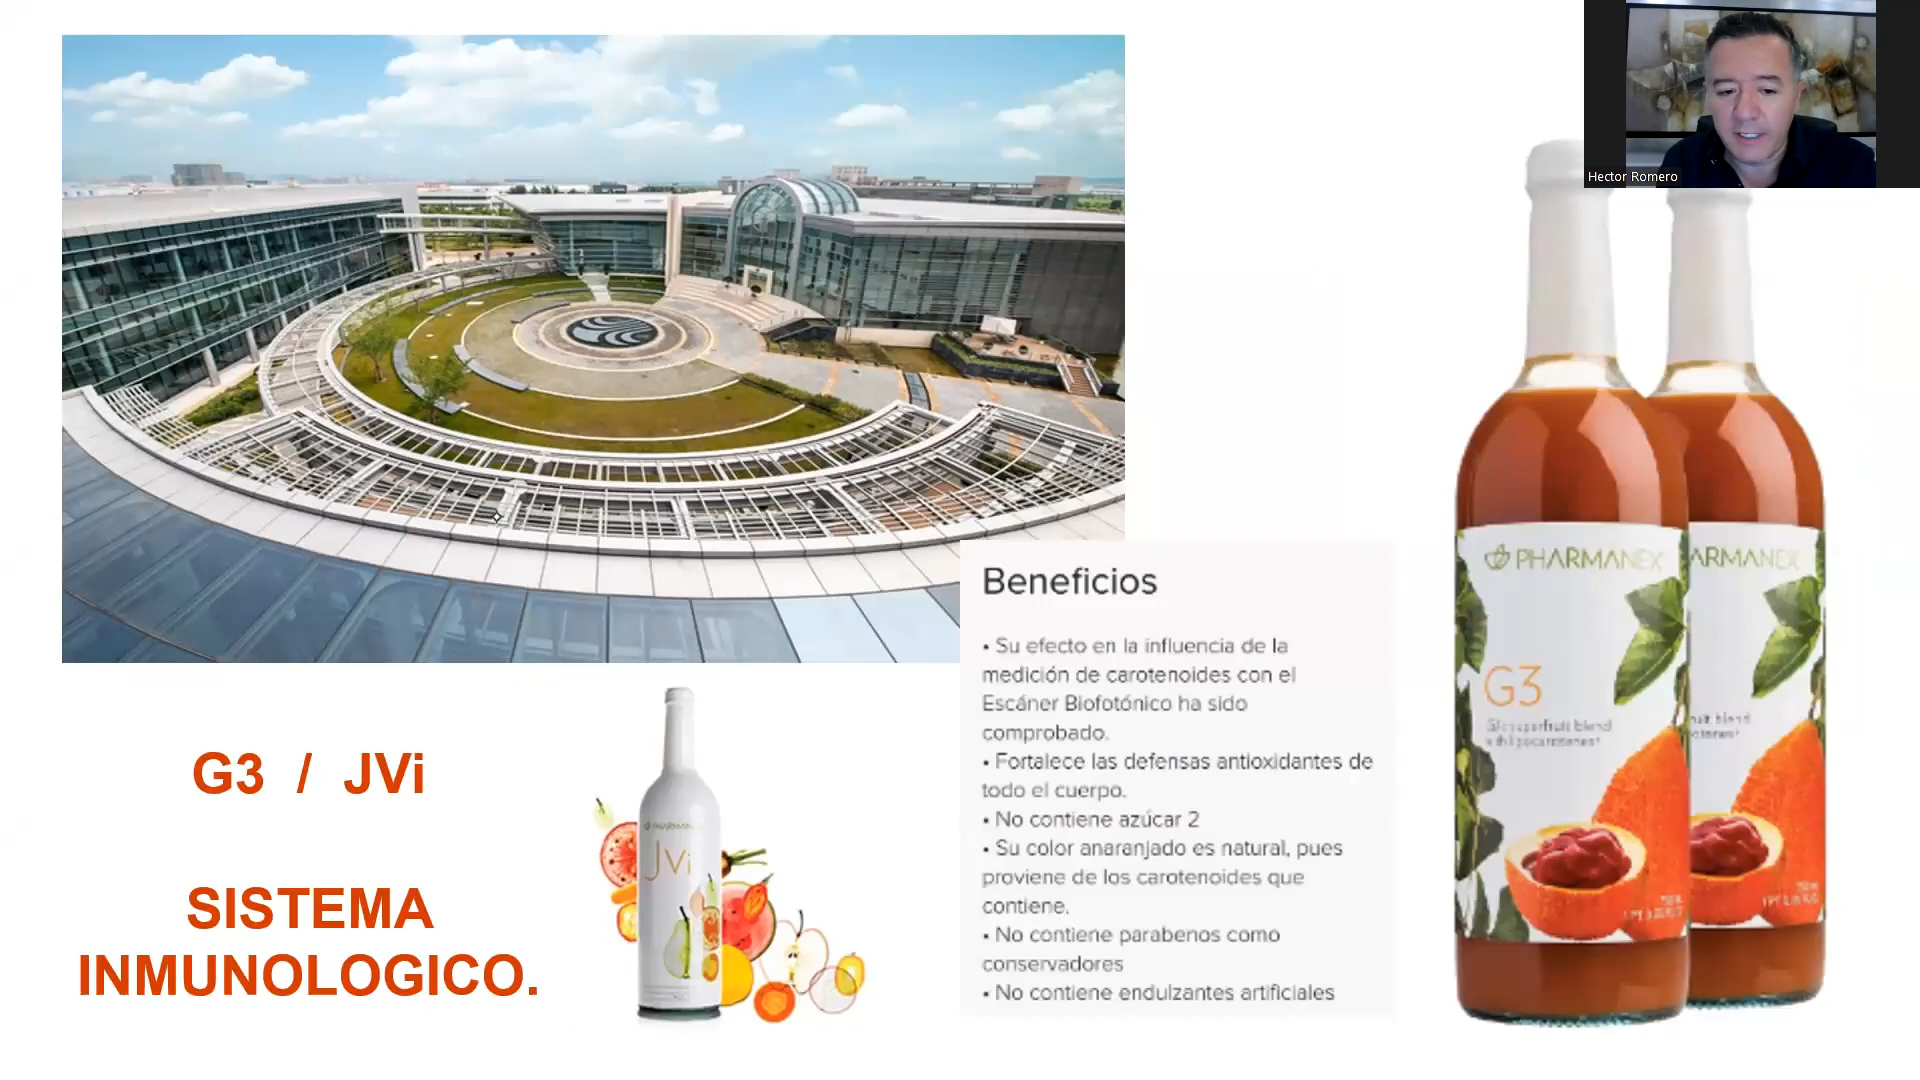 Hector Romero
Beneficios
• Su efecto en la influencia de la
medición de carotenoides con el
Escáner Biofotónico ha sido
comprobado.
• Fortalece las defensas antioxidantes de
todo el cuerpo.
• No contiene azúcar 2
• Su color anaranjado es natural, pues
proviene de los carotenoides que
contiene.
• No contiene parabenos como
conservadores
• No contiene endulzantes artificiales
G3 / JVi
SISTEMA
INMUNOLOGICO.
PHARMAN
JVi
PHARMANEX
G3
ARMANEX